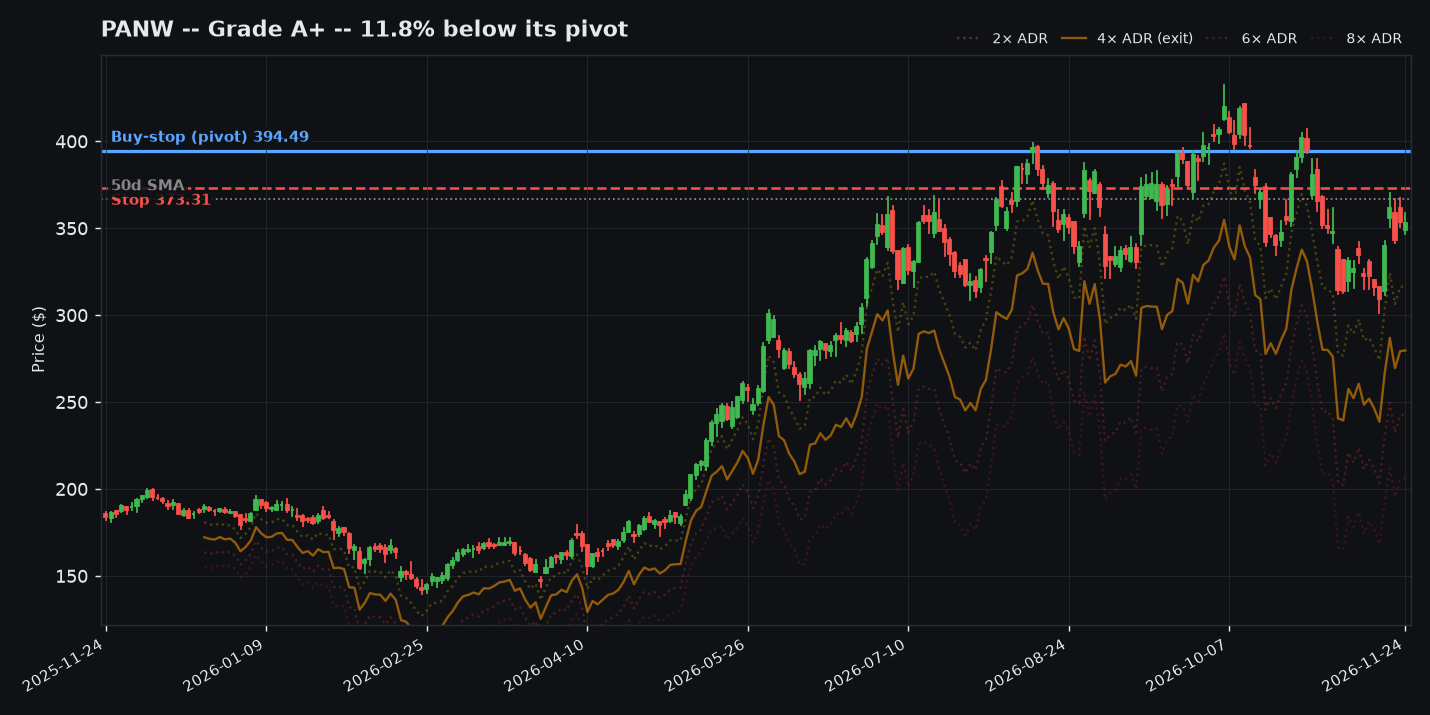 PANW -- Grade A+ -- 11.8% below its pivot
2× ADR
4× ADR (exit)
6× ADR
8× ADR
Buy-stop (pivot) 394.49
50d SMA
Stop 373.31
Price ($)
400
350
300
250
200
150
2025-11-24
2026-01-09
2026-02-25
2026-04-10
2026-05-26
2026-07-10
2026-08-24
2026-10-07
2026-11-24